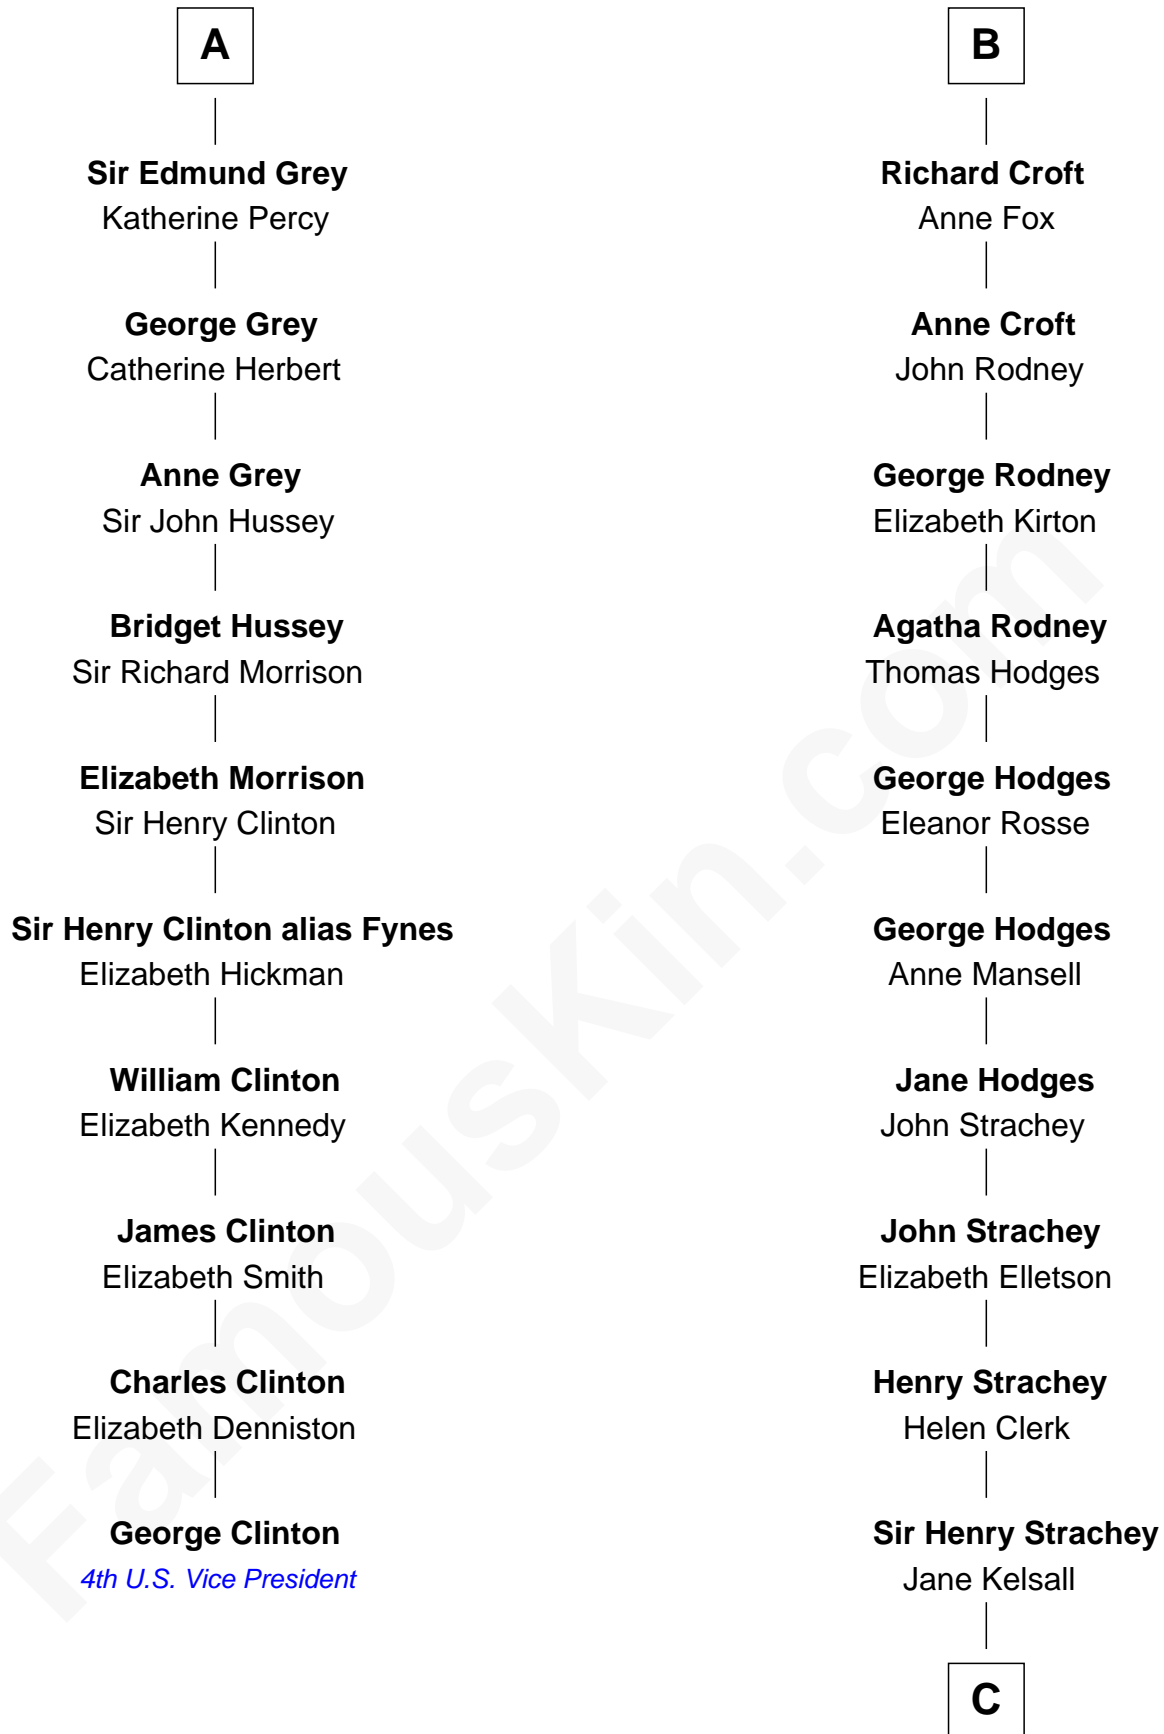 A
Sir Edmund Grey
Katherine Percy
George Grey
Catherine Herbert
Anne Grey
Sir John Hussey
Bridget Hussey
Sir Richard Morrison
Elizabeth Morrison
Sir Henry Clinton
Sir Henry Clinton alias Fynes
Elizabeth Hickman
William Clinton
Elizabeth Kennedy
James Clinton
Elizabeth Smith
Charles Clinton
Elizabeth Denniston
George Clinton
4th U.S. Vice President
B
Richard Croft
Anne Fox
Anne Croft
John Rodney
George Rodney
Elizabeth Kirton
Agatha Rodney
Thomas Hodges
George Hodges
Eleanor Rosse
George Hodges
Anne Mansell
Jane Hodges
John Strachey
John Strachey
Elizabeth Elletson
Henry Strachey
Helen Clerk
Sir Henry Strachey
Jane Kelsall
C
FamousKin.com